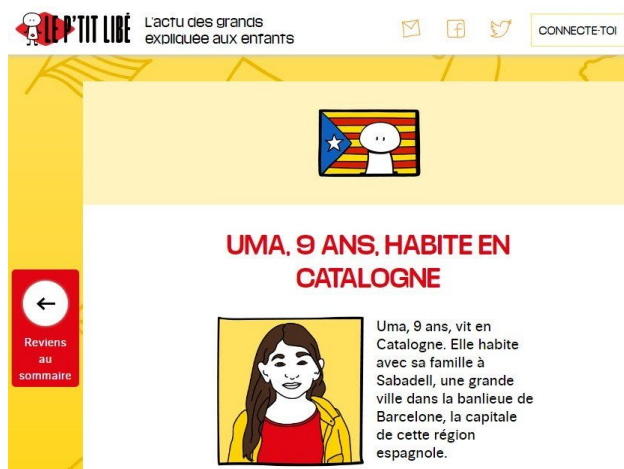 LE P'TIT LIBÉ
L'actu des grands
expliquée aux enfants
CONNECTE-TOI
UMA, 9 ANS, HABITE EN
CATALOGNE
Reviens
au
sommaire
Uma, 9 ans, vit en
Catalogne. Elle habite
avec sa famille à
Sabadell, une grande
ville dans la banlieue de
Barcelone, la capitale
de cette région
espagnole.